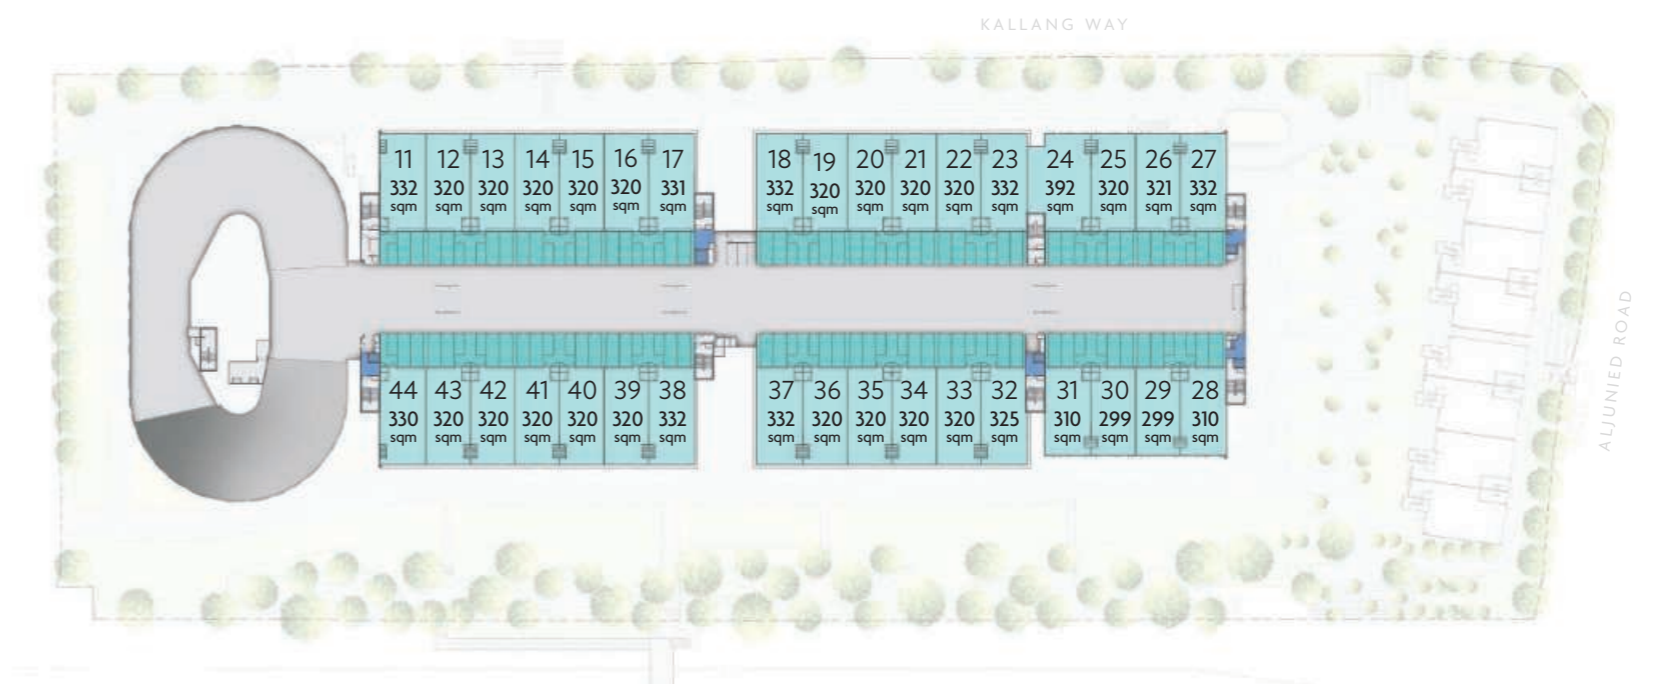 KALLANG WAY
11 12 13 14 15 16 17 18 19 20 21 22 23 24 25 26 27
332 320 320 320 320 320 331 332 320 320 320 320 332 392 320 321 332
sqm sqm sqm sqm sqm sqm sqm sqm sqm sqm sqm sqm sqm sqm sqm sqm sqm
ALJUNIED ROAD
44 43 42 41 40 39 38 37 36 35 34 33 32 31 30 29 28
330 320 320 320 320 320 332 332 320 320 320 320 325 310 299 299 310
sqm sqm sqm sqm sqm sqm sqm sqm sqm sqm sqm sqm sqm sqm sqm sqm sqm